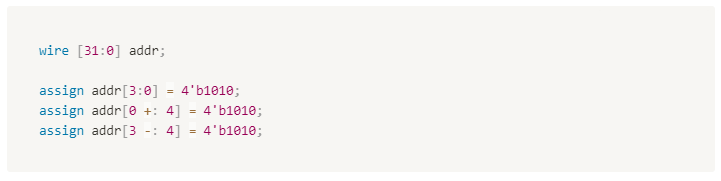 wire [31:0] addr;
assign addr[3:0] = 4'b1010;
assign addr[0 +: 4] = 4'b1010;
assign addr[3 -: 4] = 4'b1010;